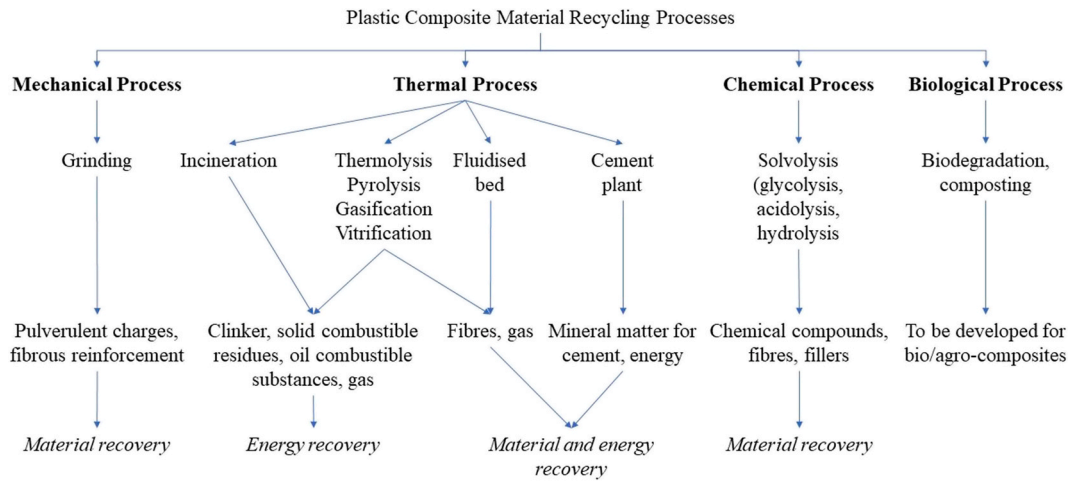 Plastic Composite Material Recycling Processes
Mechanical Process
Thermal Process
Chemical Process
Biological Process
Grinding
Incineration
Thermolysis
Pyrolysis
Gasification
Vitrification
Fluidised
bed
Cement
plant
Solvolysis
(glycolysis,
acidolysis,
hydrolysis
Biodegradation,
composting
Pulverulent charges,
fibrous reinforcement
Clinker, solid combustible
residues, oil combustible
substances, gas
Fibres, gas
Mineral matter for
cement, energy
Chemical compounds,
fibres, fillers
To be developed for
bio/agro-composites
Material recovery
Energy recovery
Material and energy
recovery
Material recovery